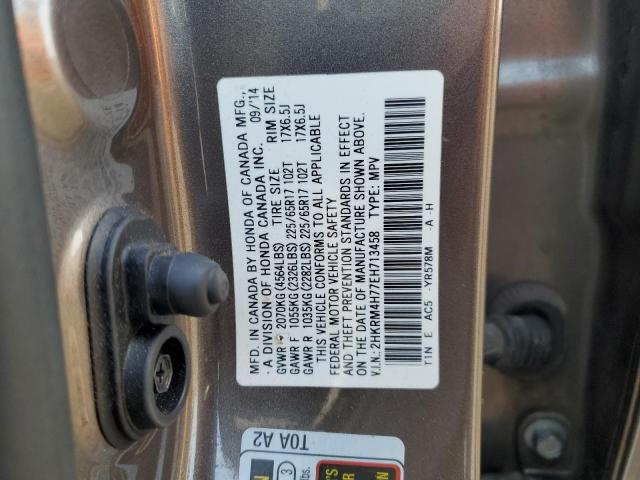 MFD. IN CANADA BY HONDA OF CANADA MFG.,
A DIVISION OF HONDA CANADA INC. 09/'14
GVWR 2070KG (4564LBS) TIRE SIZE RIM SIZE
GAWR F 1055KG (2326LBS) 225/65R17 102T 17X6.5J
GAWR R 1035KG (2282LBS) 225/65R17 102T 17X6.5J
THIS VEHICLE CONFORMS TO ALL APPLICABLE
FEDERAL MOTOR VEHICLE SAFETY
AND THEFT PREVENTION STANDARDS IN EFFECT
ON THE DATE OF MANUFACTURE SHOWN ABOVE.
V.I.N.: 2HKRM4H77EH713458 TYPE: MPV
T1N E AC5 -YR578M -A-H
T0A A2
3